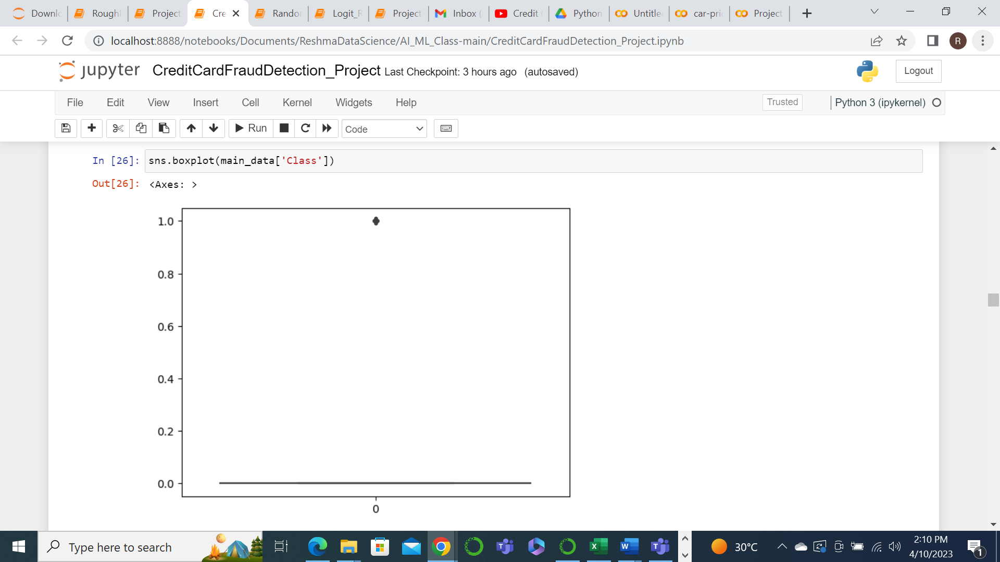 Downlo
Roughl
Project
Cre
Randor
Logit_R
Project
Inbox (
Credit
Python
Untitle
car-pri
Project
localhost:8888/notebooks/Documents/ReshmaDataScience/AI_ML_Class-main/CreditCardFraudDetection_Project.ipynb
R
jupyter CreditCardFraudDetection_Project Last Checkpoint: 3 hours ago (autosaved)
Logout
File Edit View Insert Cell Kernel Widgets Help
Trusted
Python 3 (ipykernel)
Run
Code
In [26]: sns.boxplot(main_data['Class'])
Out[26]: <Axes: >
1.0
0.8
0.6
0.4
0.2
0.0
0
Type here to search
30°C
2:10 PM
4/10/2023
1